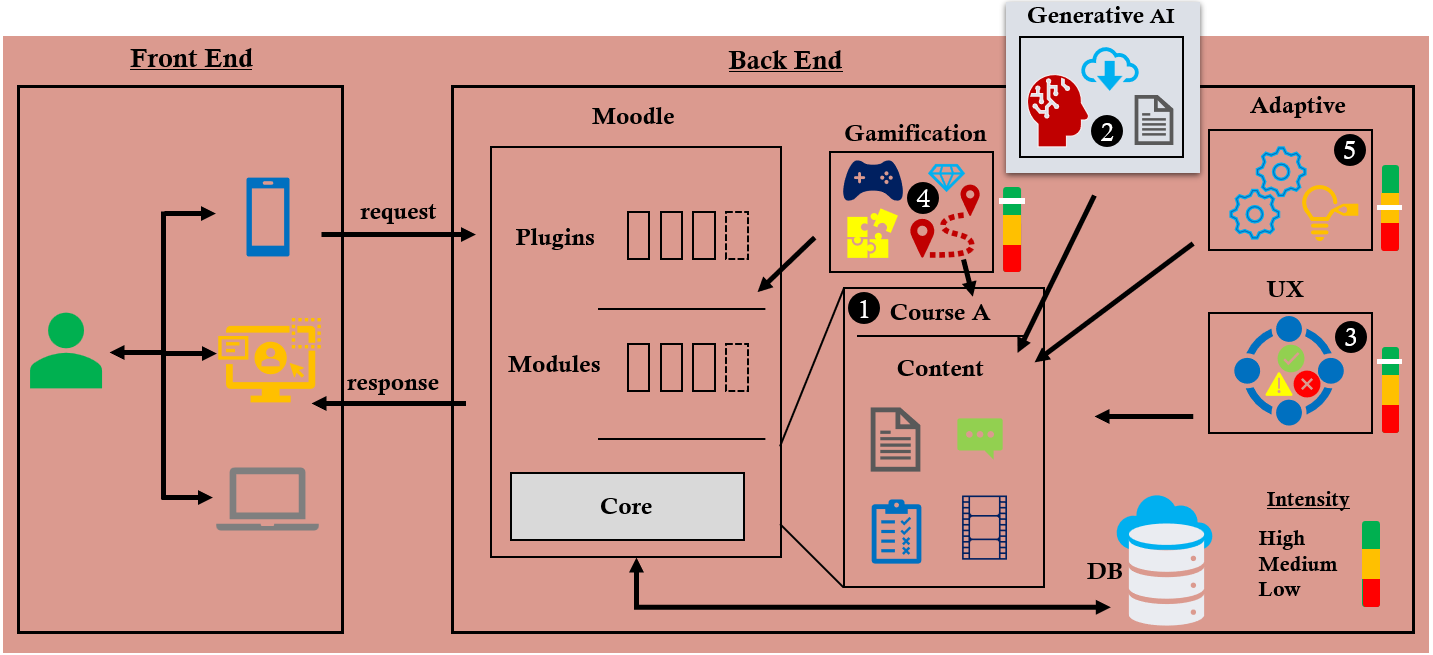 Generative AI
2
Front End
Back End
Moodle
Gamification
4
Adaptive
5
request
Plugins
UX
3
1
Course A
Modules
Content
response
Core
Intensity
High
Medium
Low
DB